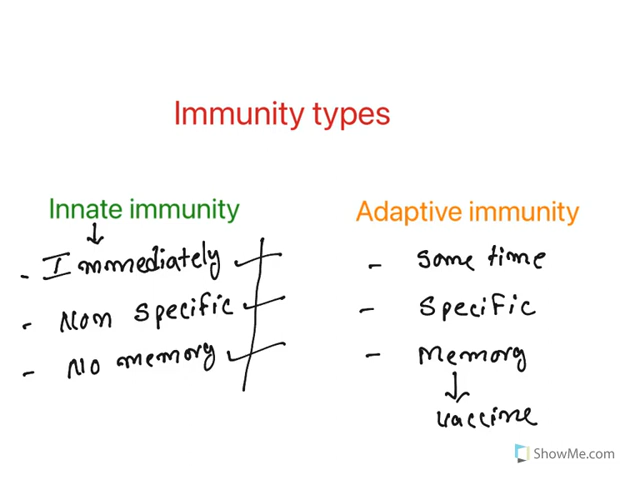 Immunity types
Innate immunity
- Immediately
- Non specific
- No memory
Adaptive immunity
- Some time
- Specific
- Memory
vaccine
ShowMe.com